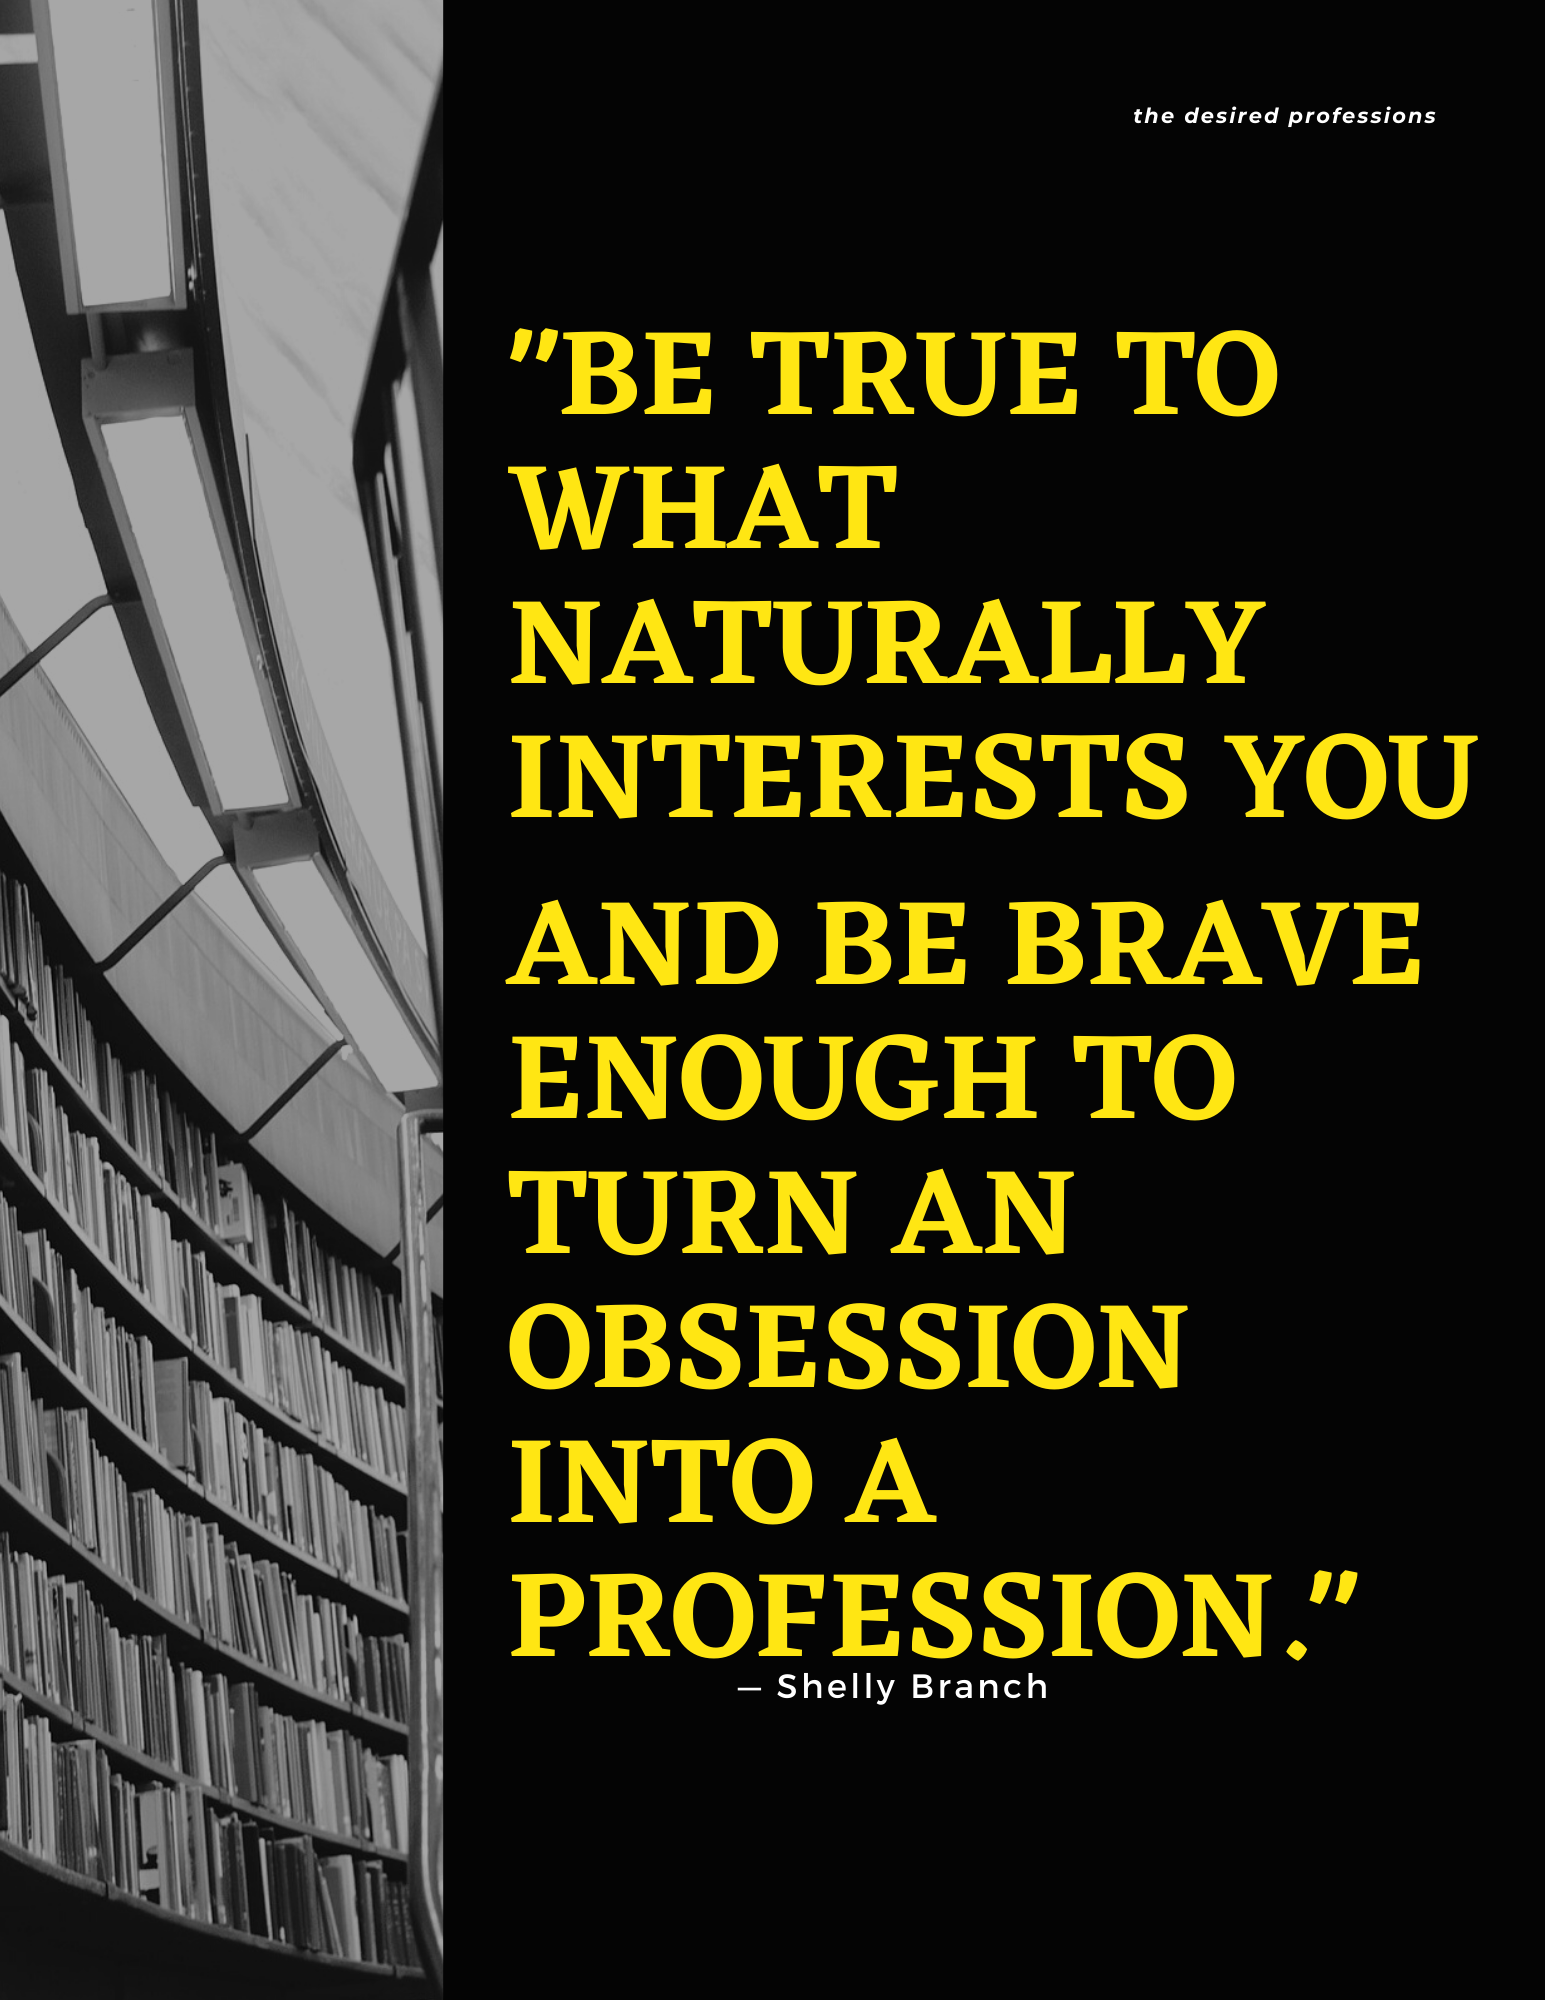 the desired professions
"BE TRUE TO
WHAT
NATURALLY
INTERESTS YOU
AND BE BRAVE
ENOUGH TO
TURN AN
OBSESSION
INTO A
PROFESSION."
— Shelly Branch